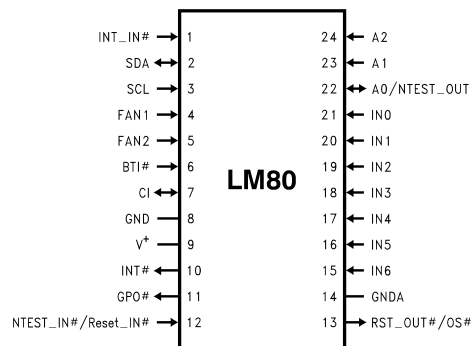 INT_IN# 1 24 A2
SDA 2 23 A1
SCL 3 22 A0/NTEST_OUT
FAN1 4 21 IN0
FAN2 5 20 IN1
BTI# 6 19 IN2
CI 7 18 IN3
LM80
GND 8 17 IN4
V+ 9 16 IN5
INT# 10 15 IN6
GPO# 11 14 GNDA
NTEST_IN#/Reset_IN# 12 13 RST_OUT#/OS#